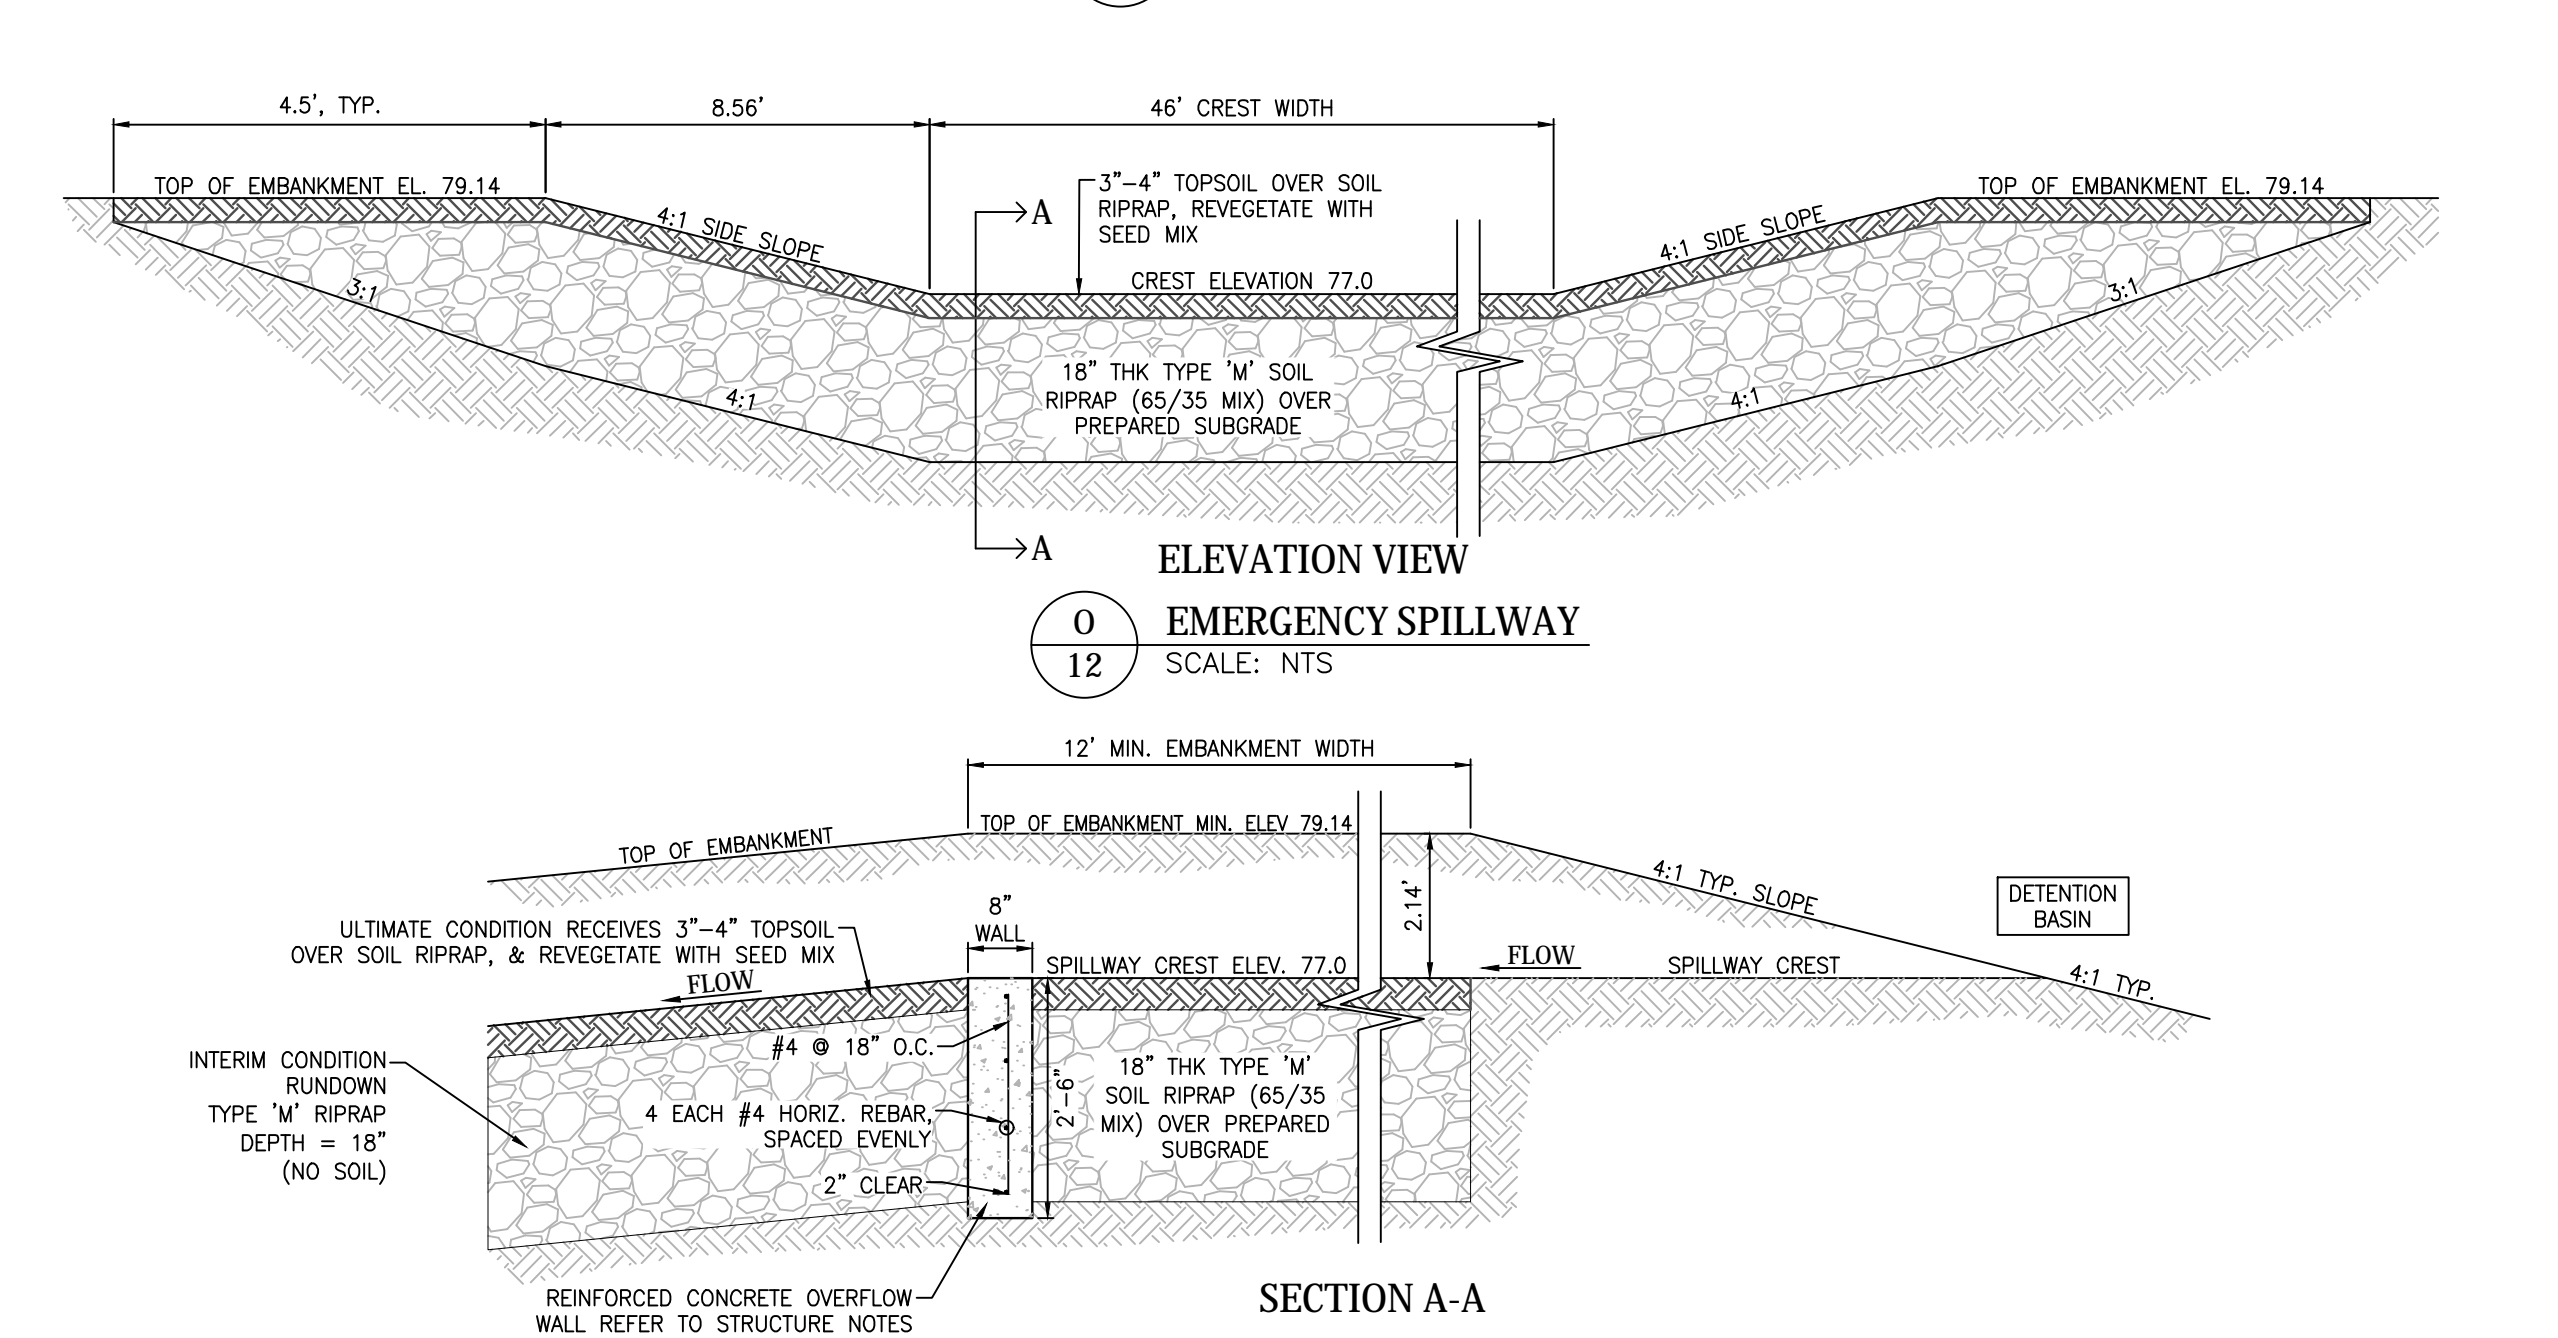 4.5', TYP.
8.56'
46' CREST WIDTH
TOP OF EMBANKMENT EL. 79.14
4:1 SIDE SLOPE
A
3"-4" TOPSOIL OVER SOIL
RIPRAP, REVEGETATE WITH
SEED MIX
4:1 SIDE SLOPE
TOP OF EMBANKMENT EL. 79.14
CREST ELEVATION 77.0
3:1
3:1
18" THK TYPE 'M' SOIL
RIPRAP (65/35 MIX) OVER
PREPARED SUBGRADE
4:1
4:1
A
ELEVATION VIEW
O
12
EMERGENCY SPILLWAY
SCALE: NTS
12' MIN. EMBANKMENT WIDTH
TOP OF EMBANKMENT
TOP OF EMBANKMENT MIN. ELEV 79.14
4:1 TYP. SLOPE
2.14'
DETENTION
BASIN
8"
WALL
ULTIMATE CONDITION RECEIVES 3"-4" TOPSOIL
OVER SOIL RIPRAP, & REVEGETATE WITH SEED MIX
FLOW
SPILLWAY CREST ELEV. 77.0
FLOW
SPILLWAY CREST
4:1 TYP.
#4 @ 18" O.C.
INTERIM CONDITION
RUNDOWN
TYPE 'M' RIPRAP
DEPTH = 18"
(NO SOIL)
4 EACH #4 HORIZ. REBAR,
SPACED EVENLY
2'-6"
18" THK TYPE 'M'
SOIL RIPRAP (65/35
MIX) OVER PREPARED
SUBGRADE
2" CLEAR
REINFORCED CONCRETE OVERFLOW
WALL REFER TO STRUCTURE NOTES
SECTION A-A